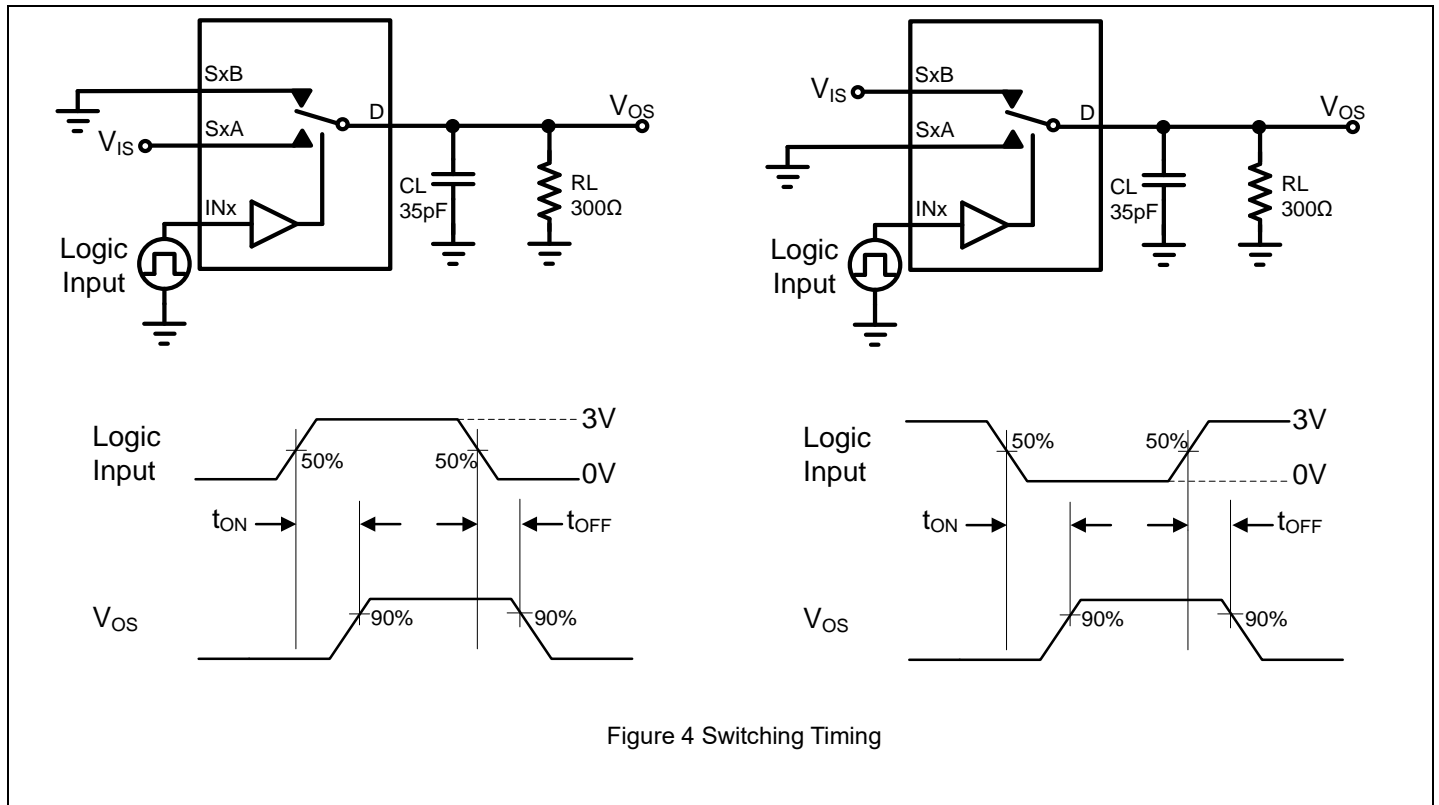 SxB
D
V_OS
SxA
V_IS
CL
35pF
RL
300Ω
INx
Logic
Input
SxB
V_IS
D
V_OS
SxA
CL
35pF
RL
300Ω
INx
Logic
Input
3V
Logic
Input
50%
50%
0V
t_ON
t_OFF
V_OS
90%
90%
3V
Logic
Input
50%
50%
0V
t_ON
t_OFF
V_OS
90%
90%
Figure 4 Switching Timing